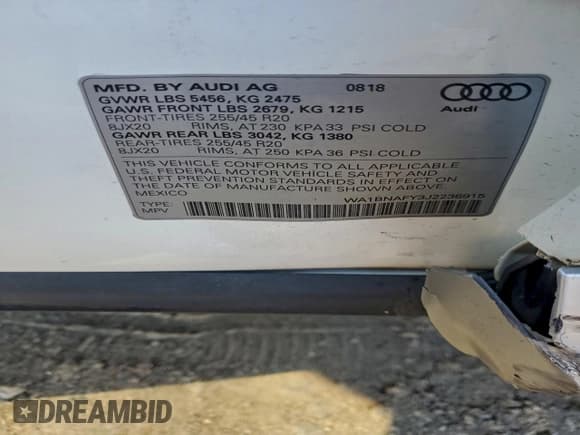 MFD. BY AUDI AG 0818
GVWR LBS 5456, KG 2475
GAWR FRONT LBS 2679, KG 1215
FRONT-TIRES 255/45 R20
8JX20 RIMS, AT 230 KPA 33 PSI COLD
GAWR REAR LBS 3042, KG 1380
REAR-TIRES 255/45 R20
8JX20 RIMS, AT 250 KPA 36 PSI COLD
THIS VEHICLE CONFORMS TO ALL APPLICABLE
U.S. FEDERAL MOTOR VEHICLE SAFETY AND
THEFT PREVENTION STANDARDS IN EFFECT ON
THE DATE OF MANUFACTURE SHOWN ABOVE
MEXICO
WA1BNAFY3J2236915
TYPE:
MPV
DREAMBID